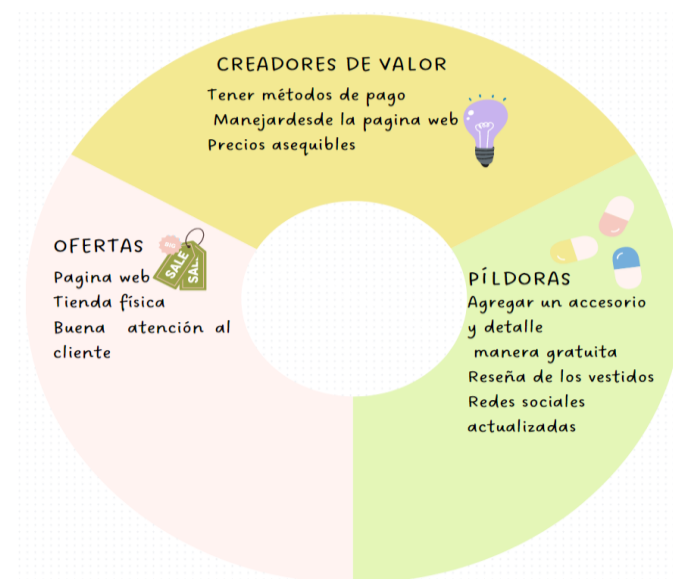 CREADORES DE VALOR
Tener métodos de pago
Manejardesde la pagina web
Precios asequibles
OFERTAS
BIG
SALE
SAL
Pagina web
Tienda física
Buena atención al
cliente
PÍLDORAS
Agregar un accesorio
y detalle
manera gratuita
Reseña de los vestidos
Redes sociales
actualizadas